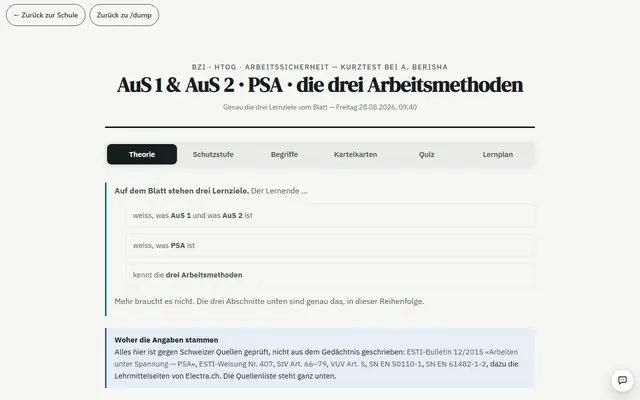 ← Zurück zur Schule
Zurück zu /dump
BZI · HTOG · ARBEITSSICHERHEIT — KURZTEST BEI A. BERISHA
AuS 1 & AuS 2 · PSA · die drei Arbeitsmethoden
Genau die drei Lernziele vom Blatt — Freitag 28.08.2026, 09:40
Theorie
Schutzstufe
Begriffe
Karteikarten
Quiz
Lernplan
Auf dem Blatt stehen drei Lernziele. Der Lernende …
weiss, was AuS 1 und was AuS 2 ist
weiss, was PSA ist
kennt die drei Arbeitsmethoden
Mehr braucht es nicht. Die drei Abschnitte unten sind genau das, in dieser Reihenfolge.
Woher die Angaben stammen
Alles hier ist gegen Schweizer Quellen geprüft, nicht aus dem Gedächtnis geschrieben: ESTI-Bulletin 12/2015 «Arbeiten
unter Spannung — PSA», ESTI-Weisung Nr. 407, StV Art. 66–79, VUV Art. 5, SN EN 50110-1, SN EN 61482-1-2, dazu die
Lehrmittelseiten von Electra.ch. Die Quellenliste steht ganz unten.